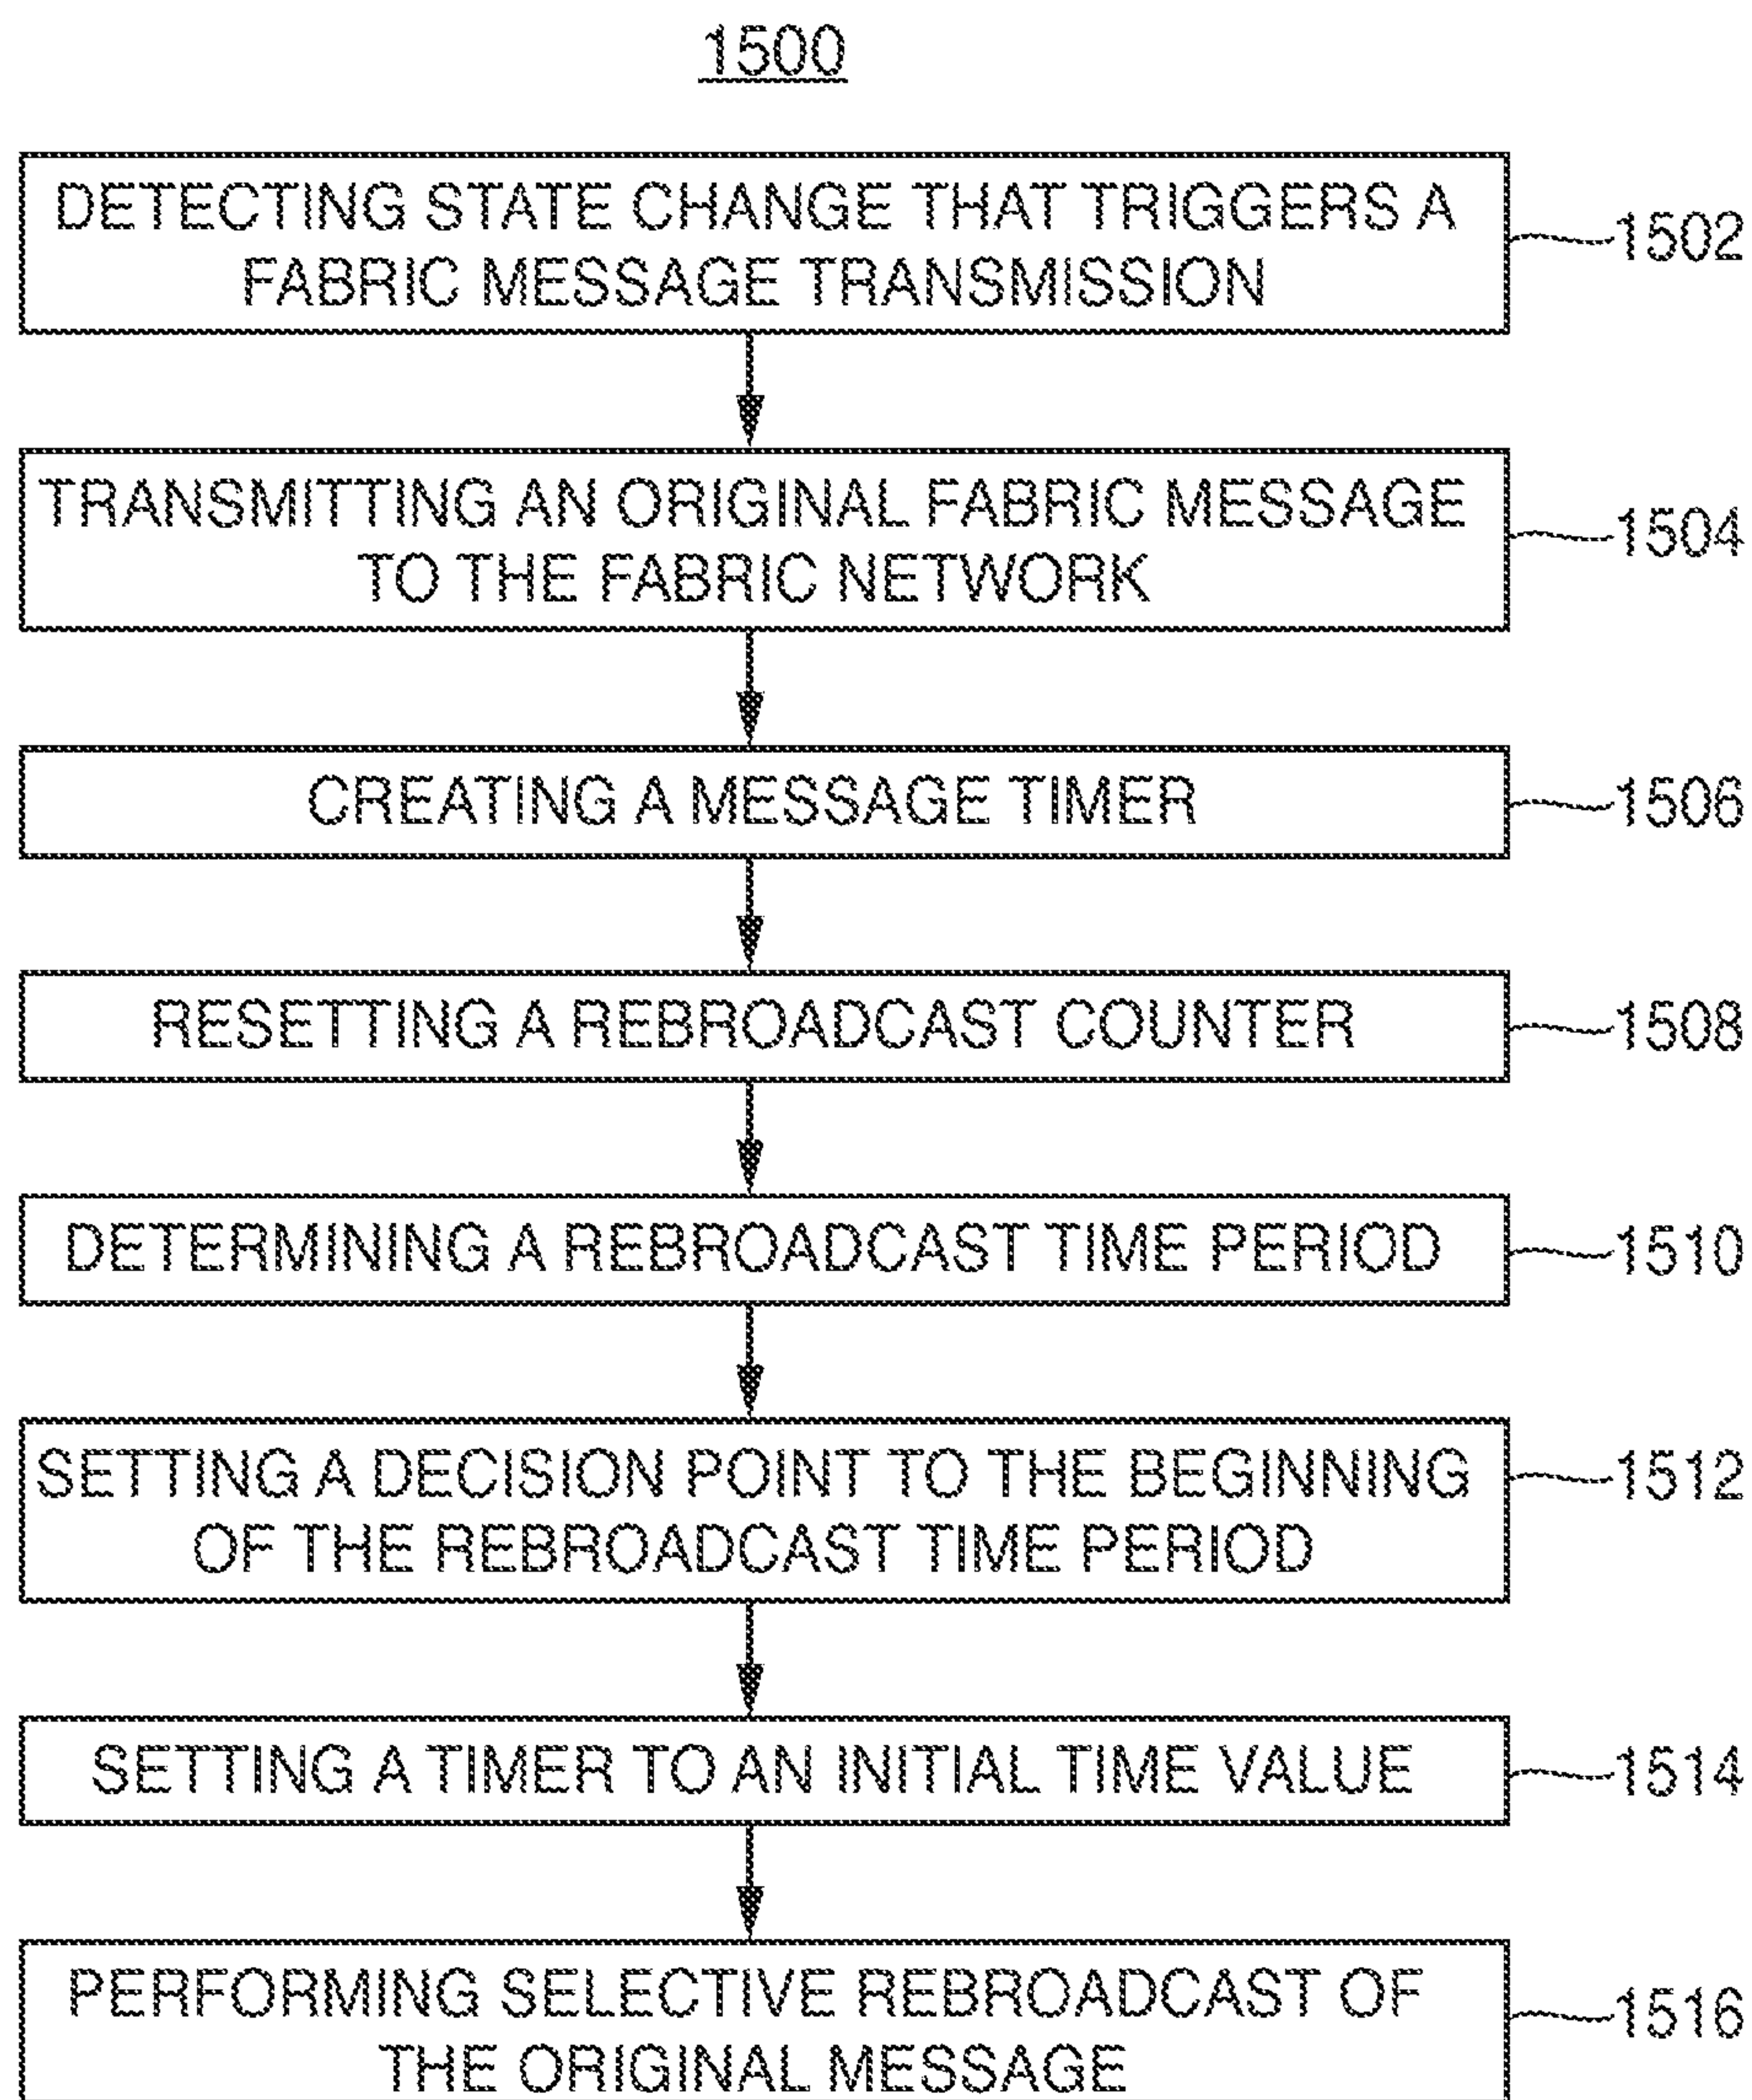 1500
DETECTING STATE CHANGE THAT TRIGGERS A
FABRIC MESSAGE TRANSMISSION
1502
TRANSMITTING AN ORIGINAL FABRIC MESSAGE
TO THE FABRIC NETWORK
1504
CREATING A MESSAGE TIMER
1506
RESETTING A REBROADCAST COUNTER
1508
DETERMINING A REBROADCAST TIME PERIOD
1510
SETTING A DECISION POINT TO THE BEGINNING
OF THE REBROADCAST TIME PERIOD
1512
SETTING A TIMER TO AN INITIAL TIME VALUE
1514
PERFORMING SELECTIVE REBROADCAST OF
THE ORIGINAL MESSAGE
1516